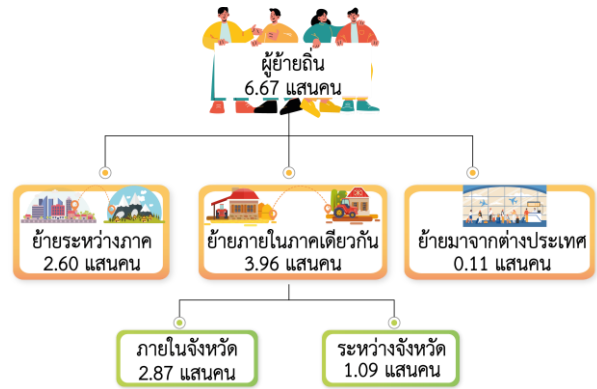 ผู้ย้ายถิ่น
6.67 แสนคน
ย้ายระหว่างภาค
2.60 แสนคน
ย้ายภายในภาคเดียวกัน
3.96 แสนคน
ย้ายมาจากต่างประเทศ
0.11 แสนคน
ภายในจังหวัด
2.87 แสนคน
ระหว่างจังหวัด
1.09 แสนคน